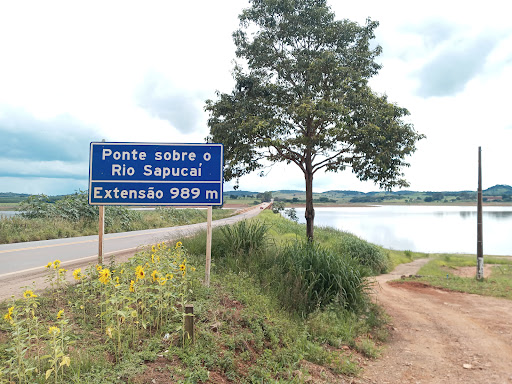 Ponte sobre o
Rio Sapucaí
Extensão 989 m